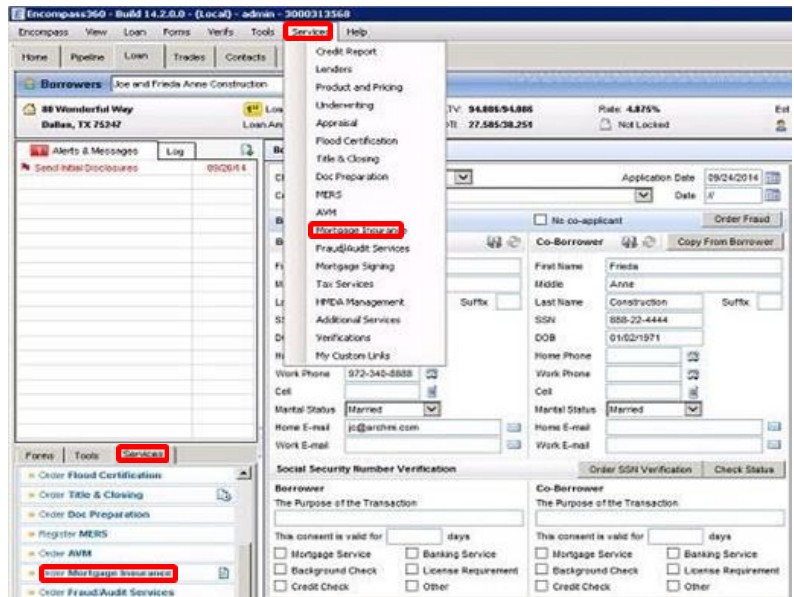 Encompass360 - Build 14.2.0.0 - (Local) - admin - 3000313568
Encompass View Loan Forms Verifs Tools Services Help
Home Pipeline Loan Trades Contacts
Credit Report
Lenders
Product and Pricing
Underwriting
Appraisal
Flood Certification
Title & Closing
Doc Preparation
MERS
AVM
Mortgage Insurance
Fraud/Audit Services
Mortgage Signing
Tax Services
HMDA Management
Additional Services
Verifications
My Custom Links
Borrowers Joe and Frieda Anne Construction
88 Wonderful Way
Dallas, TX 75247
LTV: 94.886/94.886 Rate: 4.875%
27.585/38.251 Not Locked
Alerts & Messages Log
Send Initial Disclosures 09/26/14
Application Date 09/24/2014
Date //
No co-applicant Order Fraud
Co-Borrower Copy From Borrower
First Name Frieda
Middle Anne
Suffix Last Name Construction Suffix
SSN 888-22-4444
DOB 01/02/1971
Home Phone
Work Phone 972-340-8888 Work Phone
Cell Cell
Marital Status Married Marital Status Married
Home E-mail jc@archmi.com Home E-mail
Work E-mail Work E-mail
Forms Tools Services
Order Flood Certification
Order Title & Closing
Order Doc Preparation
Register MERS
Order AVM
Order Mortgage Insurance
Order Fraud/Audit Services
Social Security Number Verification Order SSN Verification Check Status
Borrower Co-Borrower
The Purpose of the Transaction The Purpose of the Transaction
This consent is valid for days This consent is valid for days
Mortgage Service Banking Service Mortgage Service Banking Service
Background Check License Requirement Background Check License Requirement
Credit Check Other Credit Check Other